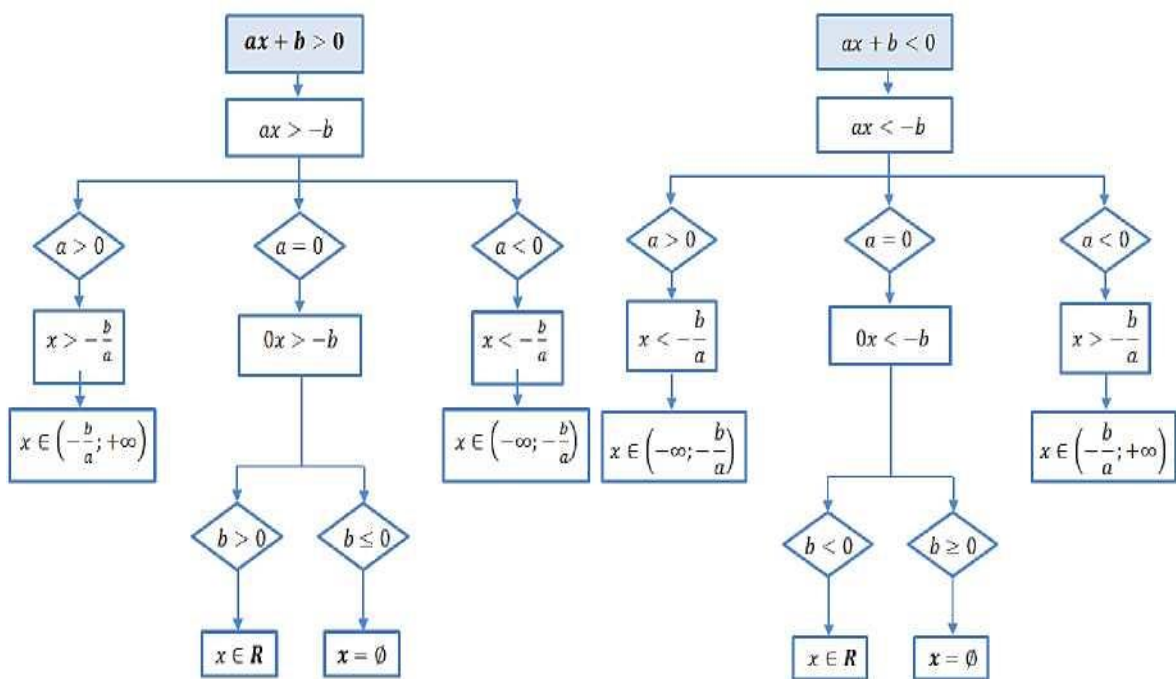 ax + b > 0
ax > −b
a > 0
a = 0
a < 0
x > −b/a
0x > −b
x < −b/a
x ∈ (−b/a; +∞)
x ∈ (−∞; −b/a)
b > 0
b ≤ 0
x ∈ R
x = ∅
ax + b < 0
ax < −b
a > 0
a = 0
a < 0
x < −b/a
0x < −b
x > −b/a
x ∈ (−∞; −b/a)
x ∈ (−b/a; +∞)
b < 0
b ≥ 0
x ∈ R
x = ∅